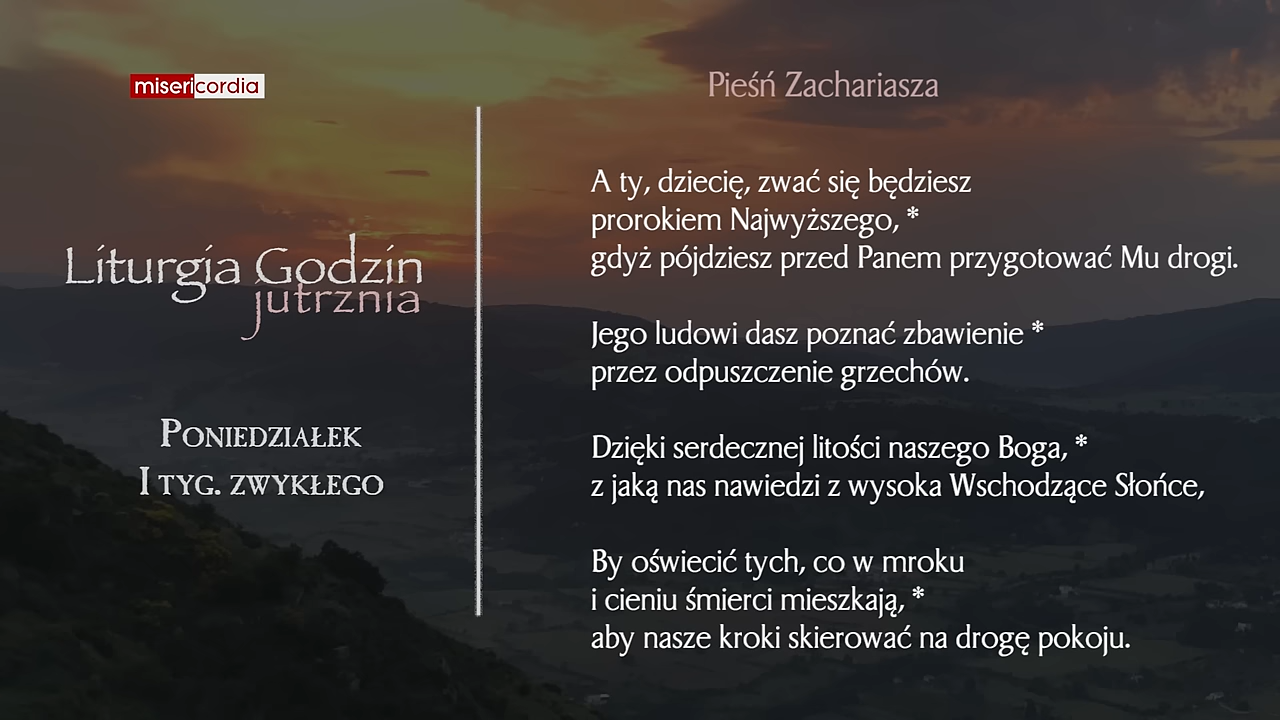 misericordia
Liturgia Godzin
jutrznia
Poniedziałek
I tyg. zwykłego
Pieśń Zachariasza
A ty, dziecię, zwać się będziesz
prorokiem Najwyższego, *
gdyż pójdziesz przed Panem przygotować Mu drogi.
Jego ludowi dasz poznać zbawienie *
przez odpuszczenie grzechów.
Dzięki serdecznej litości naszego Boga, *
z jaką nas nawiedzi z wysoka Wschodzące Słońce,
By oświecić tych, co w mroku
i cieniu śmierci mieszkają, *
aby nasze kroki skierować na drogę pokoju.